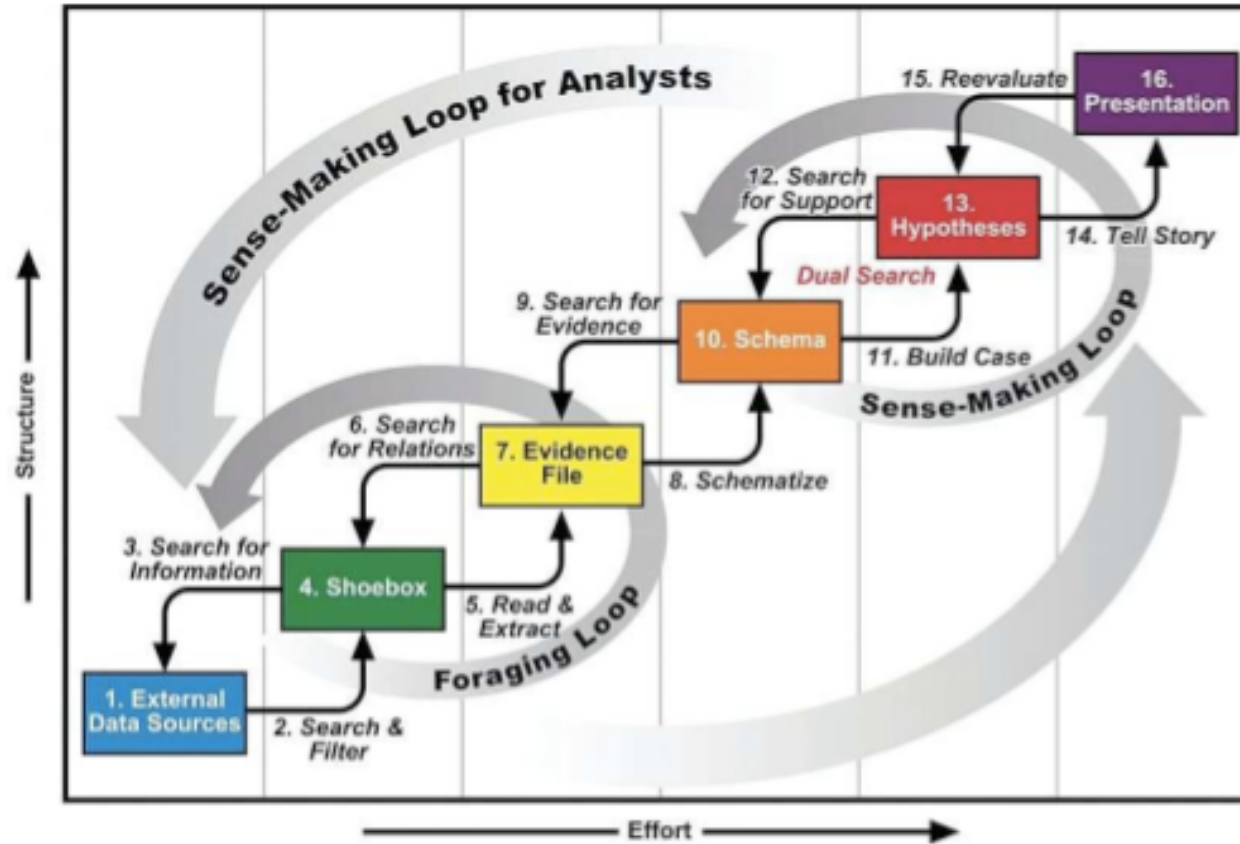 Sense-Making Loop for Analysts
15. Reevaluate
16.
Presentation
12. Search
for Support
13.
Hypotheses
14. Tell Story
Dual Search
9. Search for
Evidence
10. Schema
11. Build Case
Sense-Making Loop
6. Search
for Relations
7. Evidence
File
8. Schematize
3. Search for
Information
4. Shoebox
5. Read &
Extract
Foraging Loop
1. External
Data Sources
2. Search &
Filter
Structure
Effort